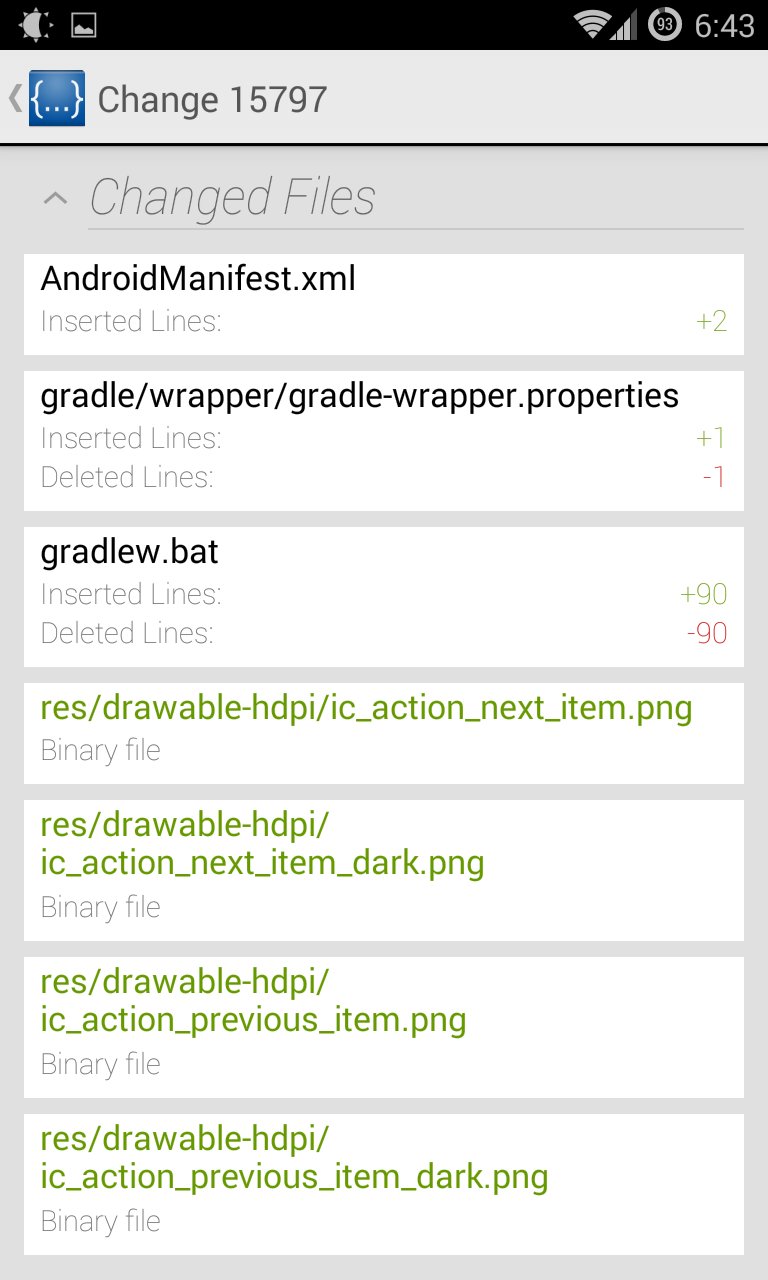 93 6:43
{...} Change 15797
Changed Files
AndroidManifest.xml
Inserted Lines: +2
gradle/wrapper/gradle-wrapper.properties
Inserted Lines: +1
Deleted Lines: -1
gradlew.bat
Inserted Lines: +90
Deleted Lines: -90
res/drawable-hdpi/ic_action_next_item.png
Binary file
res/drawable-hdpi/
ic_action_next_item_dark.png
Binary file
res/drawable-hdpi/
ic_action_previous_item.png
Binary file
res/drawable-hdpi/
ic_action_previous_item_dark.png
Binary file